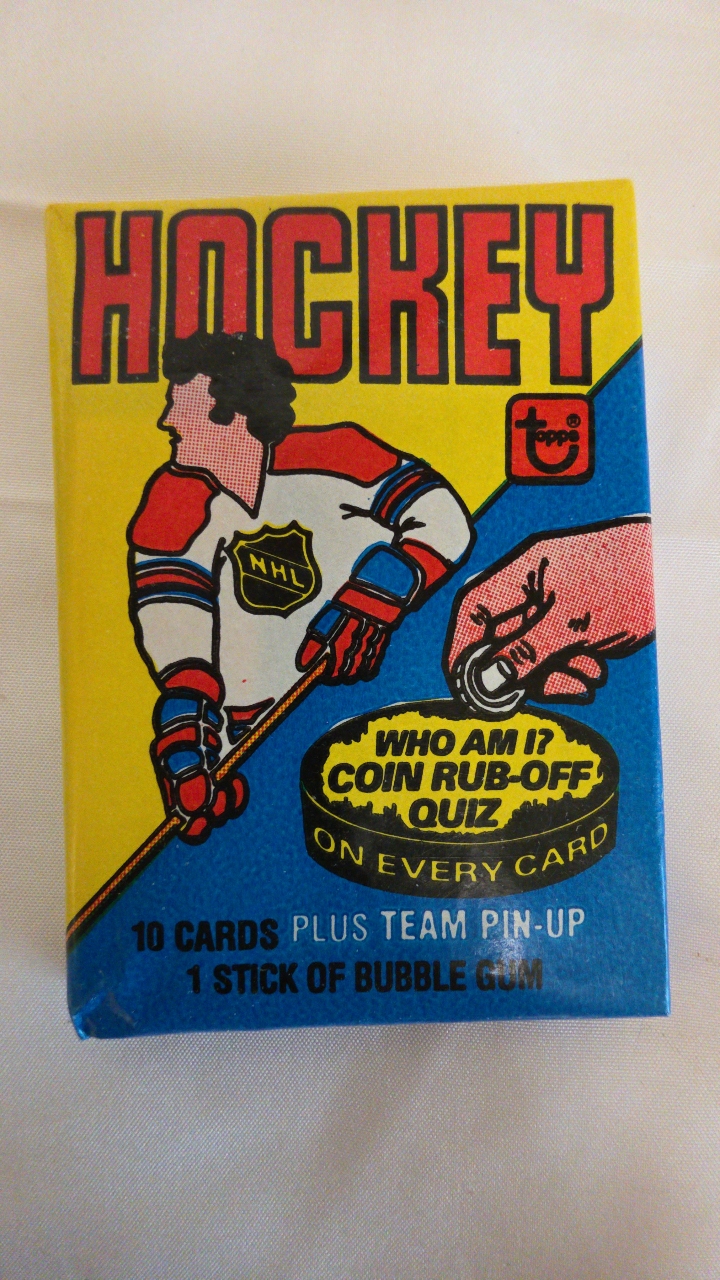 HOCKEY
topps®
NHL
WHO AM I?
COIN RUB-OFF
QUIZ
ON EVERY CARD
10 CARDS PLUS TEAM PIN-UP
1 STICK OF BUBBLE GUM